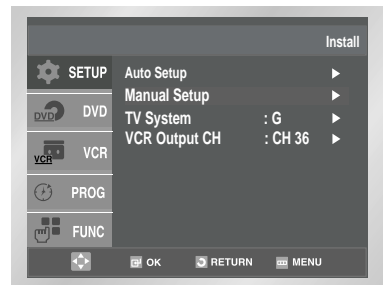 Install
SETUP
DVD DVD
VCR VCR
PROG
FUNC
Auto Setup
Manual Setup
TV System : G
VCR Output CH : CH 36
OK RETURN MENU